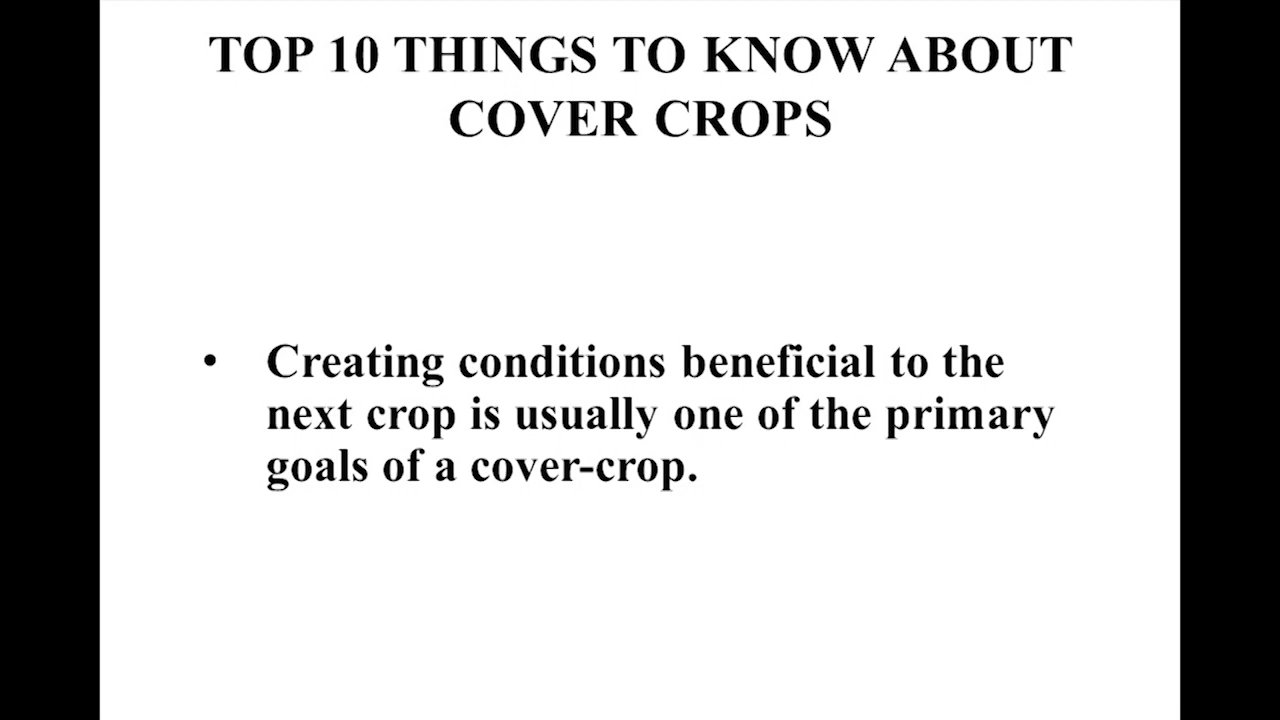 TOP 10 THINGS TO KNOW ABOUT
COVER CROPS
• Creating conditions beneficial to the
next crop is usually one of the primary
goals of a cover-crop.